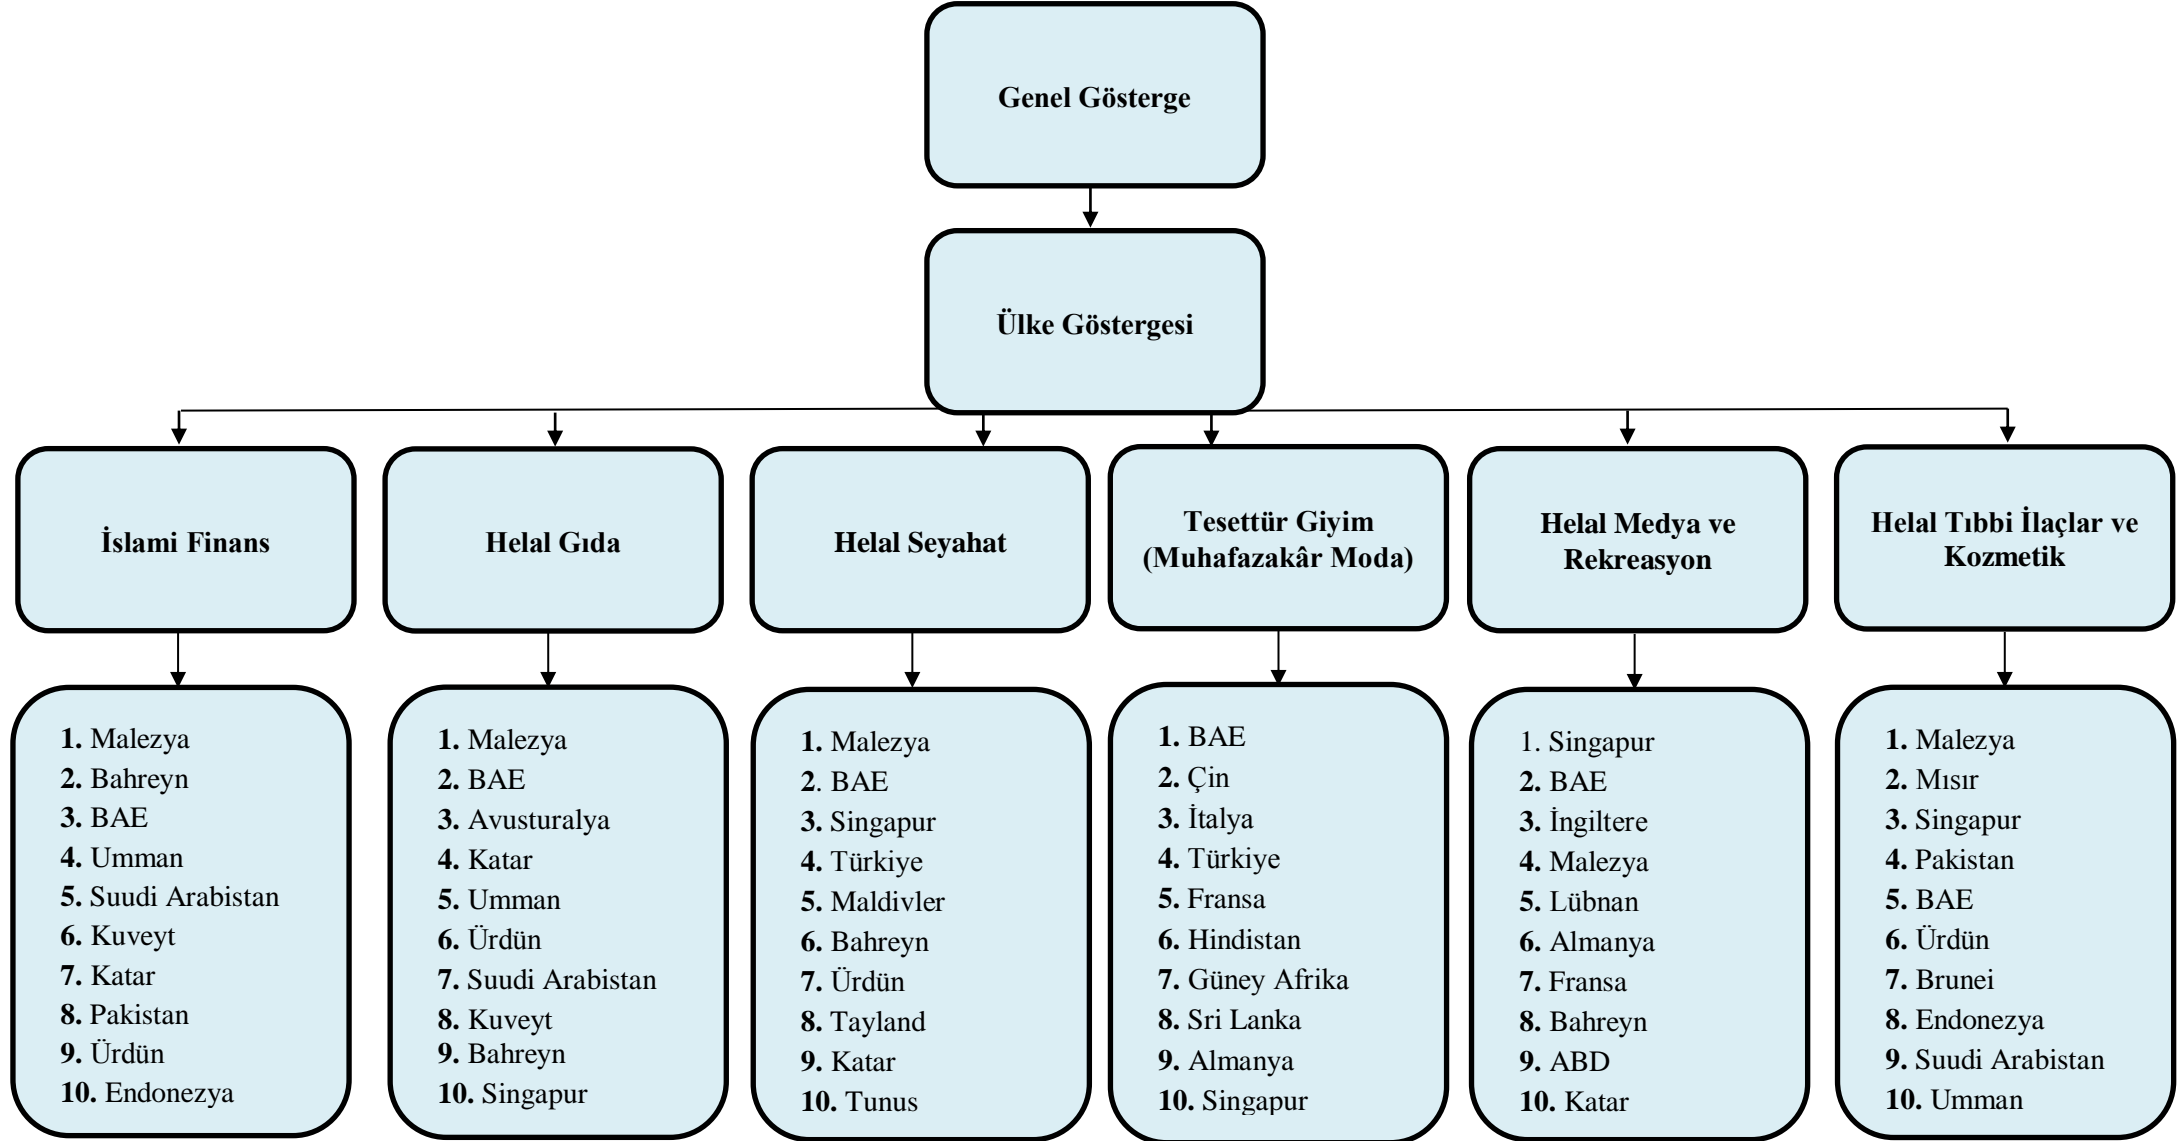 Genel Gösterge
Ülke Göstergesi
İslami Finans
Helal Gıda
Helal Seyahat
Tesettür Giyim
(Muhafazakâr Moda)
Helal Medya ve
Rekreasyon
Helal Tıbbi İlaçlar ve
Kozmetik
1. Malezya
2. Bahreyn
3. BAE
4. Umman
5. Suudi Arabistan
6. Kuveyt
7. Katar
8. Pakistan
9. Ürdün
10. Endonezya
1. Malezya
2. BAE
3. Avusturalya
4. Katar
5. Umman
6. Ürdün
7. Suudi Arabistan
8. Kuveyt
9. Bahreyn
10. Singapur
1. Malezya
2. BAE
3. Singapur
4. Türkiye
5. Maldivler
6. Bahreyn
7. Ürdün
8. Tayland
9. Katar
10. Tunus
1. BAE
2. Çin
3. İtalya
4. Türkiye
5. Fransa
6. Hindistan
7. Güney Afrika
8. Sri Lanka
9. Almanya
10. Singapur
1. Singapur
2. BAE
3. İngiltere
4. Malezya
5. Lübnan
6. Almanya
7. Fransa
8. Bahreyn
9. ABD
10. Katar
1. Malezya
2. Mısır
3. Singapur
4. Pakistan
5. BAE
6. Ürdün
7. Brunei
8. Endonezya
9. Suudi Arabistan
10. Umman